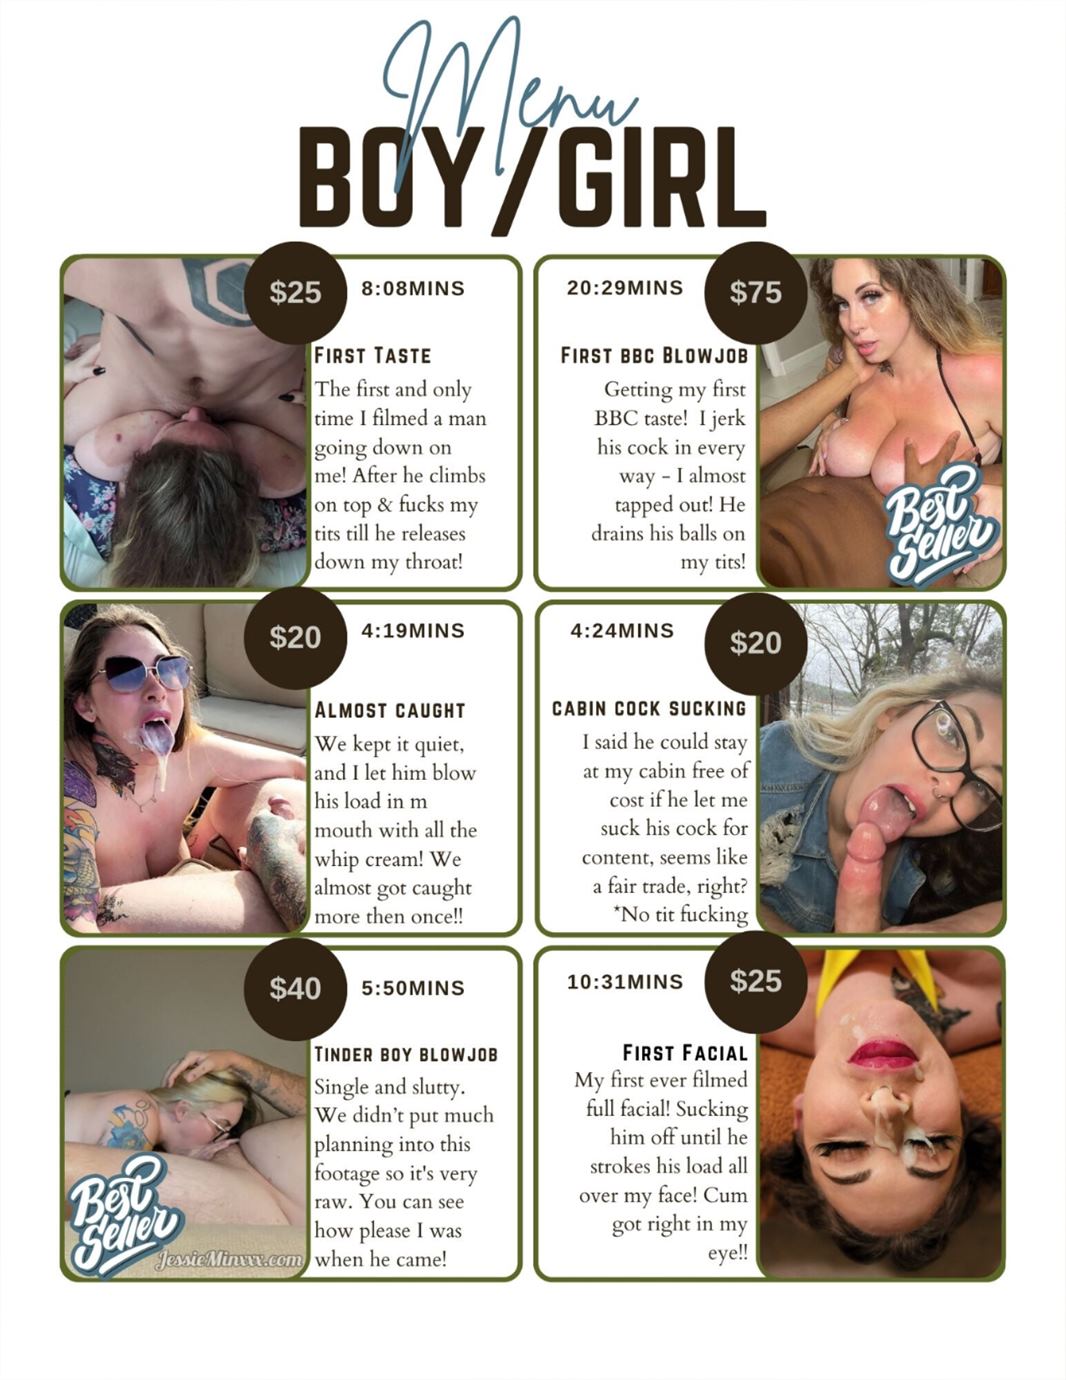 Menu
BOY/GIRL
$25
8:08MINS
FIRST TASTE
The first and only
time I filmed a man
going down on
me! After he climbs
on top & fucks my
tits till he releases
down my throat!
20:29MINS
$75
FIRST BBC BLOWJOB
Getting my first
BBC taste! I jerk
his cock in every
way - I almost
tapped out! He
drains his balls on
my tits!
Best
Seller
$20
4:19MINS
ALMOST CAUGHT
We kept it quiet,
and I let him blow
his load in m
mouth with all the
whip cream! We
almost got caught
more then once!!
4:24MINS
$20
CABIN COCK SUCKING
I said he could stay
at my cabin free of
cost if he let me
suck his cock for
content, seems like
a fair trade, right?
*No tit fucking
$40
5:50MINS
TINDER BOY BLOWJOB
Single and slutty.
We didn't put much
planning into this
footage so it's very
raw. You can see
how please I was
when he came!
Best
Seller
JessieMinxxx.com
10:31MINS
$25
FIRST FACIAL
My first ever filmed
full facial! Sucking
him off until he
strokes his load all
over my face! Cum
got right in my
eye!!